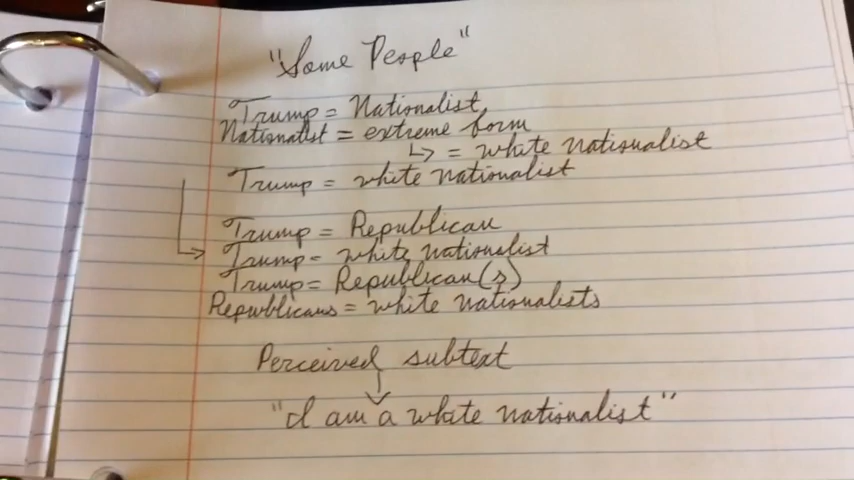 "Some People"
Trump = Nationalist
Nationalist = extreme form
↳ = white nationalist
Trump = white nationalist
Trump = Republican
Trump = white nationalist
Trump = Republican(s)
Republicans = white nationalists
Perceived subtext
"I am a white nationalist"